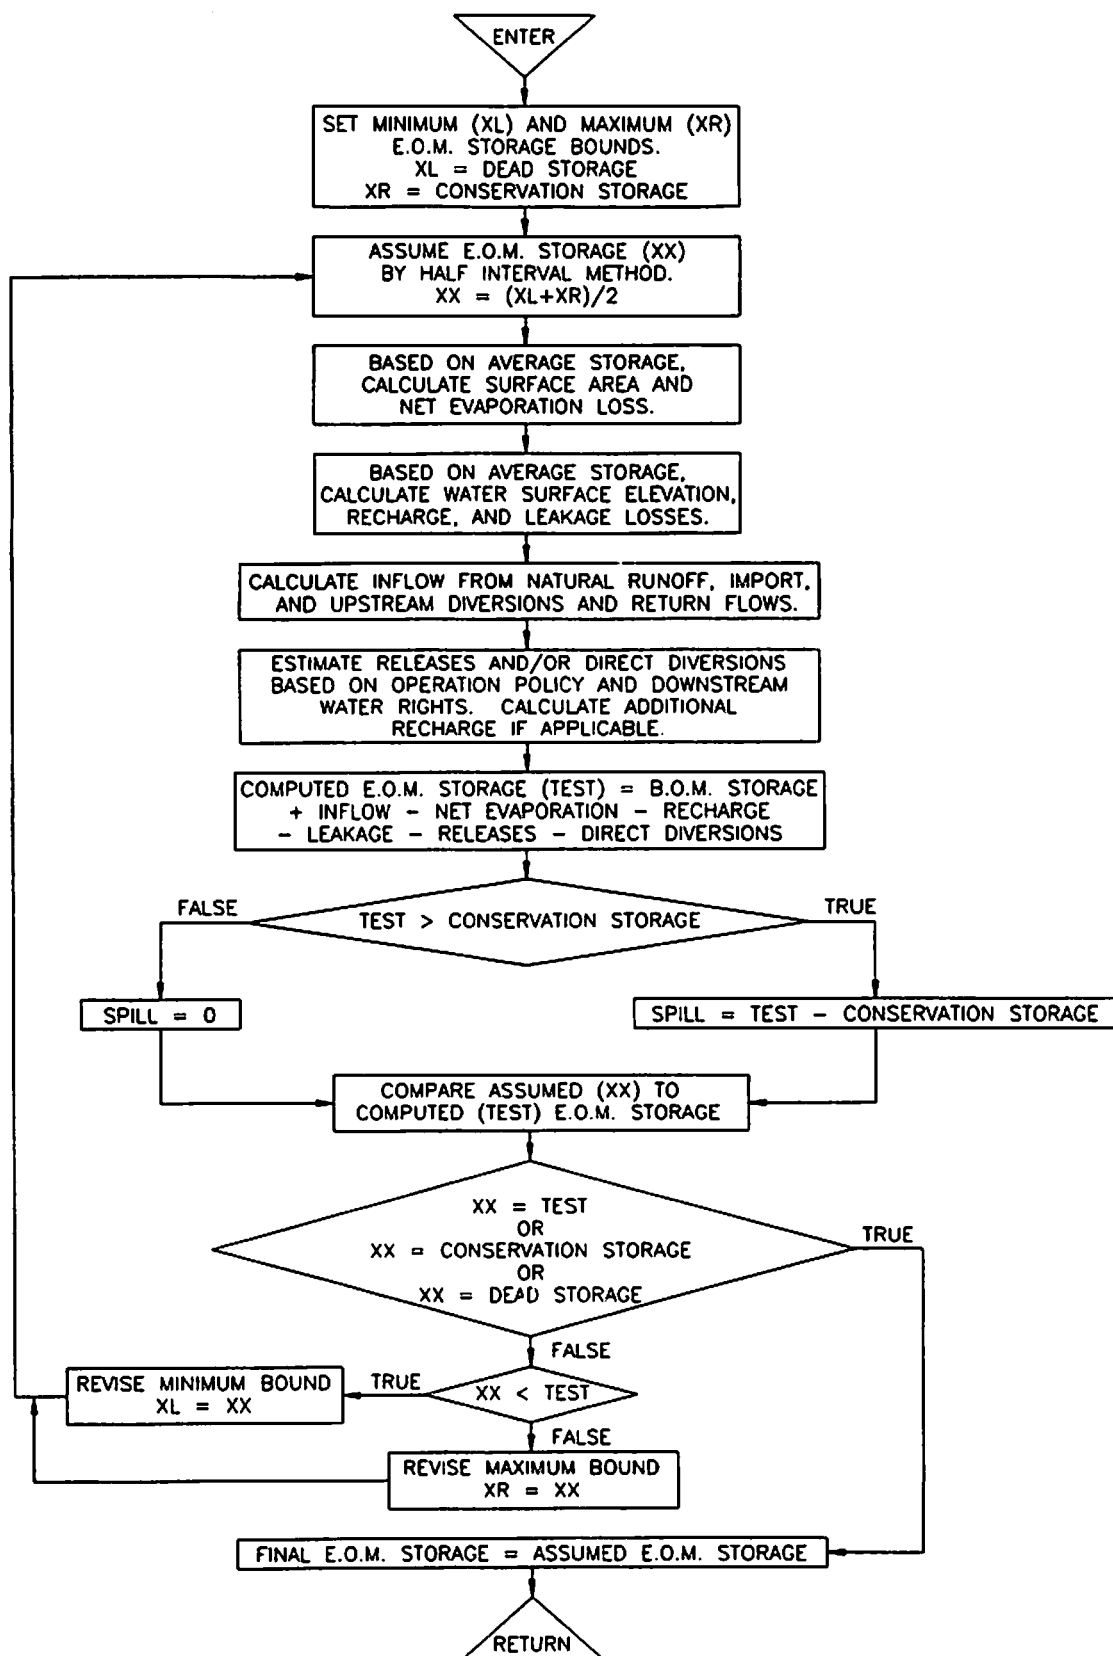 ENTER
SET MINIMUM (XL) AND MAXIMUM (XR)
E.O.M. STORAGE BOUNDS.
XL = DEAD STORAGE
XR = CONSERVATION STORAGE
ASSUME E.O.M. STORAGE (XX)
BY HALF INTERVAL METHOD.
XX = (XL+XR)/2
BASED ON AVERAGE STORAGE,
CALCULATE SURFACE AREA AND
NET EVAPORATION LOSS.
BASED ON AVERAGE STORAGE,
CALCULATE WATER SURFACE ELEVATION,
RECHARGE, AND LEAKAGE LOSSES.
CALCULATE INFLOW FROM NATURAL RUNOFF, IMPORT,
AND UPSTREAM DIVERSIONS AND RETURN FLOWS.
ESTIMATE RELEASES AND/OR DIRECT DIVERSIONS
BASED ON OPERATION POLICY AND DOWNSTREAM
WATER RIGHTS. CALCULATE ADDITIONAL
RECHARGE IF APPLICABLE.
COMPUTED E.O.M. STORAGE (TEST) = B.O.M. STORAGE
+ INFLOW - NET EVAPORATION - RECHARGE
- LEAKAGE - RELEASES - DIRECT DIVERSIONS
FALSE
TEST > CONSERVATION STORAGE
TRUE
SPILL = 0
SPILL = TEST - CONSERVATION STORAGE
COMPARE ASSUMED (XX) TO
COMPUTED (TEST) E.O.M. STORAGE
XX = TEST
OR
XX = CONSERVATION STORAGE
OR
XX = DEAD STORAGE
TRUE
FALSE
REVISE MINIMUM BOUND
XL = XX
TRUE
XX < TEST
FALSE
REVISE MAXIMUM BOUND
XR = XX
FINAL E.O.M. STORAGE = ASSUMED E.O.M. STORAGE
RETURN